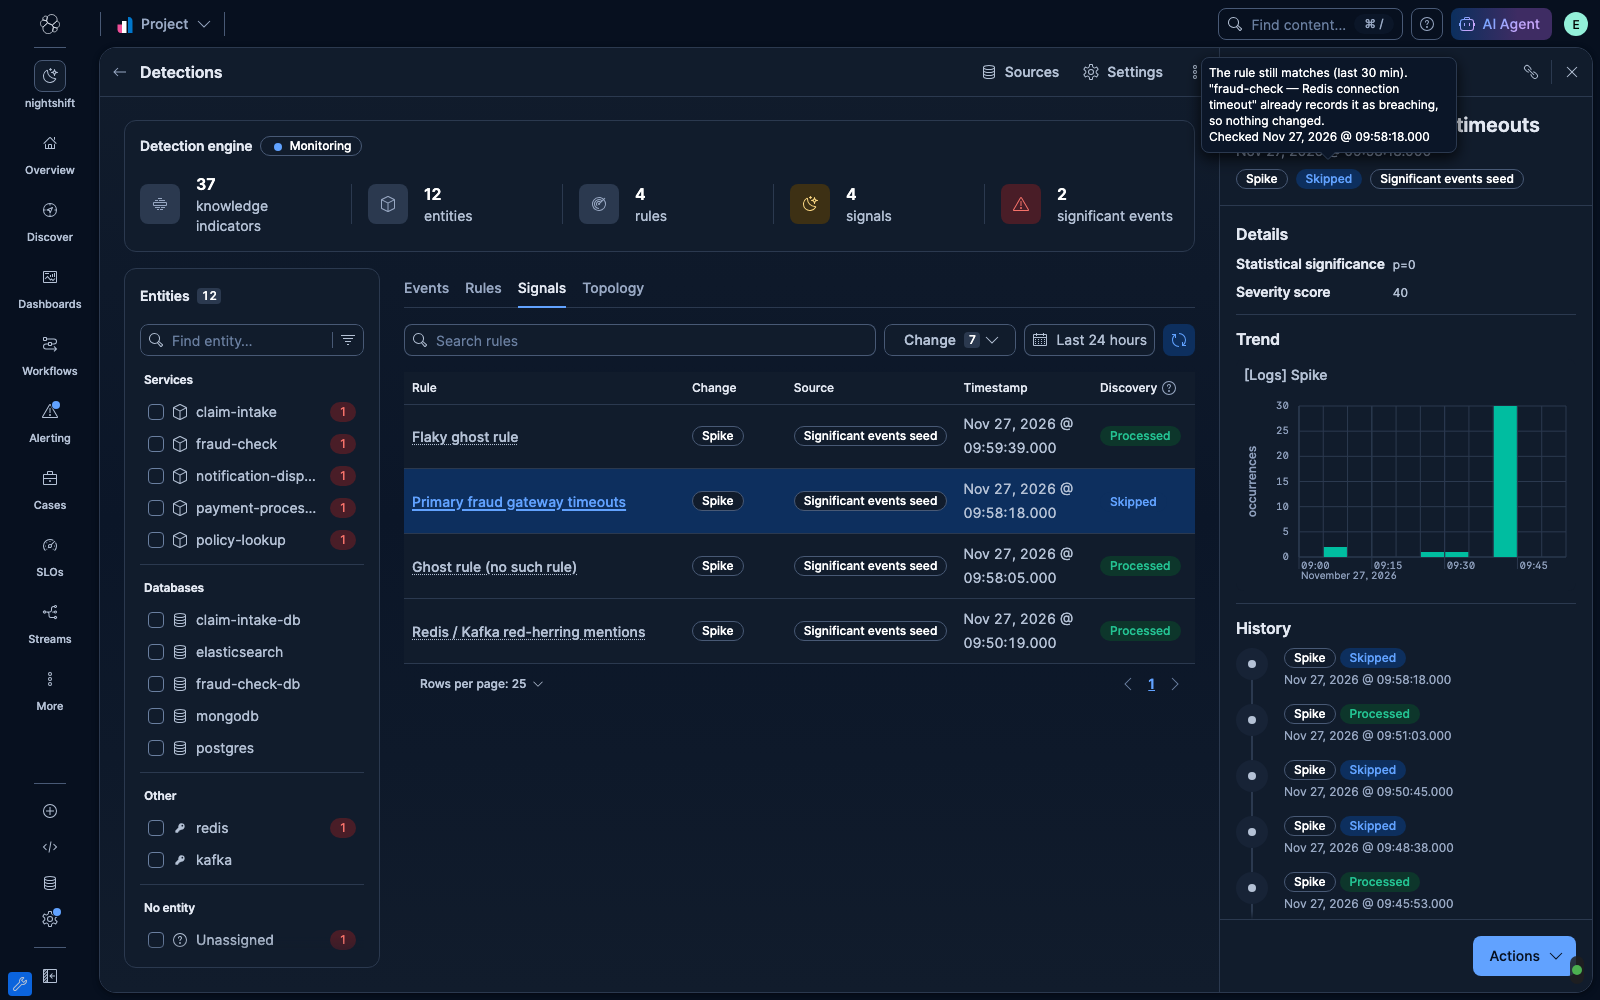 Project
Find content...
⌘ /
AI Agent
E
nightshift
Overview
Discover
Dashboards
Workflows
Alerting
Cases
SLOs
Streams
More
Detections
Sources
Settings
The rule still matches (last 30 min).
"fraud-check — Redis connection
timeout" already records it as breaching,
so nothing changed.
Checked Nov 27, 2026 @ 09:58:18.000
timeouts
Spike
Skipped
Significant events seed
Detection engine
Monitoring
37
knowledge
indicators
12
entities
4
rules
4
signals
2
significant events
Entities 12
Find entity...
Services
claim-intake 1
fraud-check 1
notification-disp... 1
payment-proces... 1
policy-lookup 1
Databases
claim-intake-db
elasticsearch
fraud-check-db
mongodb
postgres
Other
redis 1
kafka
No entity
Unassigned 1
Events Rules Signals Topology
Search rules
Change 7
Last 24 hours
Rule Change Source Timestamp Discovery
Flaky ghost rule Spike Significant events seed Nov 27, 2026 @ 09:59:39.000 Processed
Primary fraud gateway timeouts Spike Significant events seed Nov 27, 2026 @ 09:58:18.000 Skipped
Ghost rule (no such rule) Spike Significant events seed Nov 27, 2026 @ 09:58:05.000 Processed
Redis / Kafka red-herring mentions Spike Significant events seed Nov 27, 2026 @ 09:50:19.000 Processed
Rows per page: 25
1
Details
Statistical significance p=0
Severity score 40
Trend
[Logs] Spike
occurrences
30
25
20
15
10
5
0
09:00 09:15 09:30 09:45
November 27, 2026
History
Spike Skipped
Nov 27, 2026 @ 09:58:18.000
Spike Processed
Nov 27, 2026 @ 09:51:03.000
Spike Skipped
Nov 27, 2026 @ 09:50:45.000
Spike Skipped
Nov 27, 2026 @ 09:48:38.000
Spike Processed
Nov 27, 2026 @ 09:45:53.000
Actions